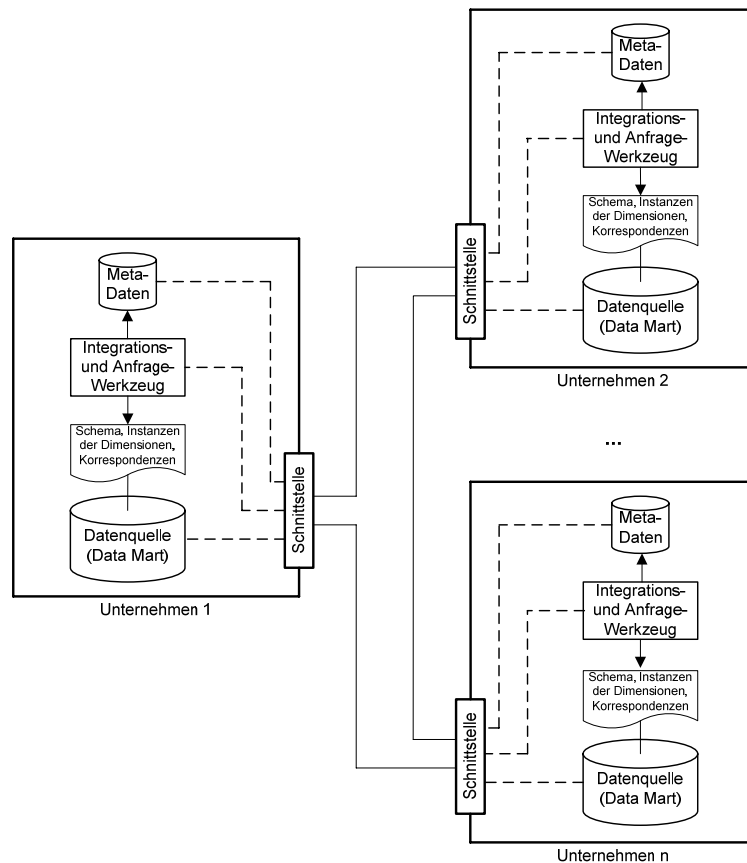 Meta-
Daten
Integrations-
und Anfrage-
Werkzeug
Schema, Instanzen
der Dimensionen,
Korrespondenzen
Datenquelle
(Data Mart)
Schnittstelle
Unternehmen 1
Meta-
Daten
Integrations-
und Anfrage-
Werkzeug
Schema, Instanzen
der Dimensionen,
Korrespondenzen
Datenquelle
(Data Mart)
Schnittstelle
Unternehmen 2
...
Meta-
Daten
Integrations-
und Anfrage-
Werkzeug
Schema, Instanzen
der Dimensionen,
Korrespondenzen
Datenquelle
(Data Mart)
Schnittstelle
Unternehmen n